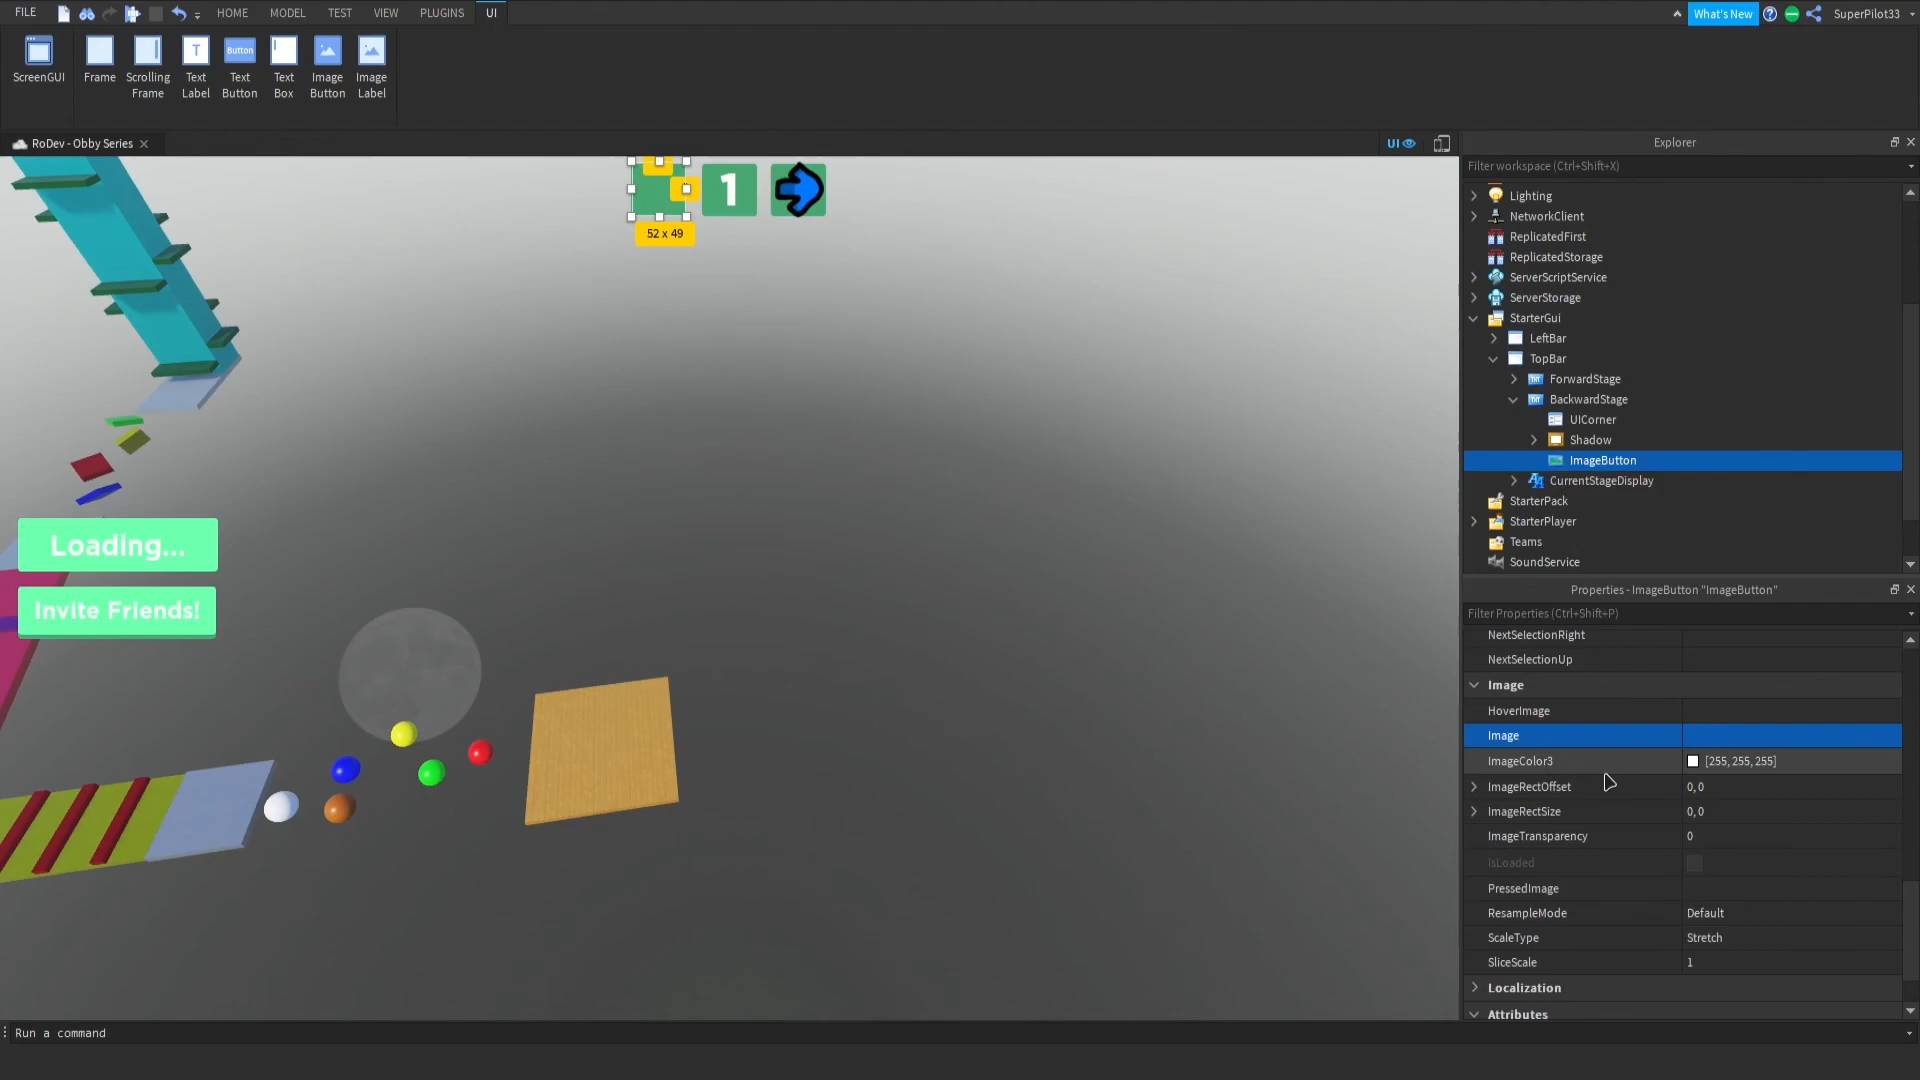 FILE HOME MODEL TEST VIEW PLUGINS UI What's New SuperPilot33
T Button
ScreenGUI Frame Scrolling Frame Text Label Text Button Text Box Image Button Image Label
RoDev - Obby Series UI
1
52 x 49
Loading...
Invite Friends!
Explorer
Filter workspace (Ctrl+Shift+X)
Lighting
NetworkClient
ReplicatedFirst
ReplicatedStorage
ServerScriptService
ServerStorage
StarterGui
LeftBar
TopBar
ForwardStage
BackwardStage
UICorner
Shadow
ImageButton
CurrentStageDisplay
StarterPack
StarterPlayer
Teams
SoundService
Properties - ImageButton "ImageButton"
Filter Properties (Ctrl+Shift+P)
NextSelectionRight
NextSelectionUp
Image
HoverImage
Image
ImageColor3 [255, 255, 255]
ImageRectOffset 0, 0
ImageRectSize 0, 0
ImageTransparency 0
IsLoaded
PressedImage
ResampleMode Default
ScaleType Stretch
SliceScale 1
Localization
Attributes
Run a command